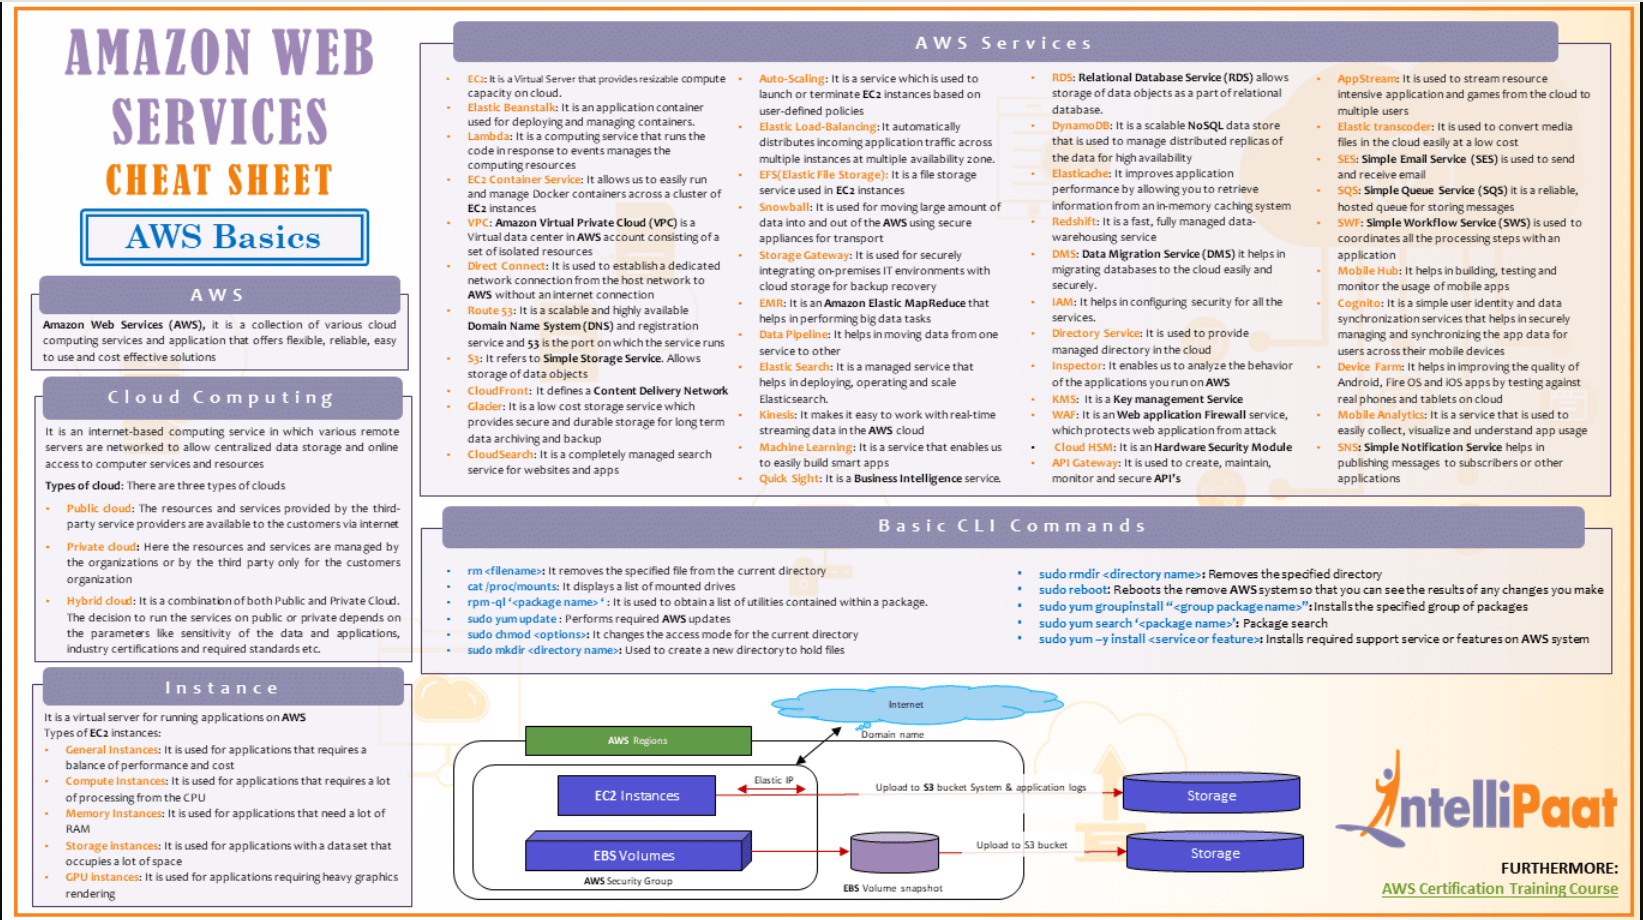 AMAZON WEB
SERVICES
CHEAT SHEET
AWS Basics
AWS
Amazon Web Services (AWS), it is a collection of various cloud
computing services and application that offers flexible, reliable, easy
to use and cost effective solutions
Cloud Computing
It is an internet-based computing service in which various remote
servers are networked to allow centralized data storage and online
access to computer services and resources
Types of cloud: There are three types of clouds
• Public cloud: The resources and services provided by the third-
party service providers are available to the customers via internet
• Private cloud: Here the resources and services are managed by
the organizations or by the third party only for the customers
organization
• Hybrid cloud: It is a combination of both Public and Private Cloud.
The decision to run the services on public or private depends on
the parameters like sensitivity of the data and applications,
industry certifications and required standards etc.
Instance
It is a virtual server for running applications on AWS
Types of EC2 instances:
• General Instances: It is used for applications that requires a
balance of performance and cost
• Compute Instances: It is used for applications that requires a lot
of processing from the CPU
• Memory Instances: It is used for applications that need a lot of
RAM
• Storage instances: It is used for applications with a data set that
occupies a lot of space
• GPU instances: It is used for applications requiring heavy graphics
rendering
AWS Services
• EC2: It is a Virtual Server that provides resizable compute
capacity on cloud.
• Elastic Beanstalk: It is an application container
used for deploying and managing containers.
• Lambda: It is a computing service that runs the
code in response to events manages the
computing resources
• EC2 Container Service: It allows us to easily run
and manage Docker containers across a cluster of
EC2 instances
• VPC: Amazon Virtual Private Cloud (VPC) is a
Virtual data center in AWS account consisting of a
set of isolated resources
• Direct Connect: It is used to establish a dedicated
network connection from the host network to
AWS without an internet connection
• Route 53: It is a scalable and highly available
Domain Name System (DNS) and registration
service and 53 is the port on which the service runs
• S3: It refers to Simple Storage Service. Allows
storage of data objects
• CloudFront: It defines a Content Delivery Network
• Glacier: It is a low cost storage service which
provides secure and durable storage for long term
data archiving and backup
• CloudSearch: It is a completely managed search
service for websites and apps
• Auto-Scaling: It is a service which is used to
launch or terminate EC2 instances based on
user-defined policies
• Elastic Load-Balancing: It automatically
distributes incoming application traffic across
multiple instances at multiple availability zone.
• EFS(Elastic File Storage): It is a file storage
service used in EC2 instances
• Snowball: It is used for moving large amount of
data into and out of the AWS using secure
appliances for transport
• Storage Gateway: It is used for securely
integrating on-premises IT environments with
cloud storage for backup recovery
• EMR: It is an Amazon Elastic MapReduce that
helps in performing big data tasks
• Data Pipeline: It helps in moving data from one
service to other
• Elastic Search: It is a managed service that
helps in deploying, operating and scale
Elasticsearch.
• Kinesis: It makes it easy to work with real-time
streaming data in the AWS cloud
• Machine Learning: It is a service that enables us
to easily build smart apps
• Quick Sight: It is a Business Intelligence service.
• RDS: Relational Database Service (RDS) allows
storage of data objects as a part of relational
database.
• DynamoDB: It is a scalable NoSQL data store
that is used to manage distributed replicas of
the data for high availability
• Elasticache: It improves application
performance by allowing you to retrieve
information from an in-memory caching system
• Redshift: It is a fast, fully managed data-
warehousing service
• DMS: Data Migration Service (DMS) it helps in
migrating databases to the cloud easily and
securely.
• IAM: It helps in configuring security for all the
services.
• Directory Service: It is used to provide
managed directory in the cloud
• Inspector: It enables us to analyze the behavior
of the applications you run on AWS
• KMS: It is a Key management Service
• WAF: It is an Web application Firewall service,
which protects web application from attack
• Cloud HSM: It is an Hardware Security Module
• API Gateway: It is used to create, maintain,
monitor and secure API's
• AppStream: It is used to stream resource
intensive application and games from the cloud to
multiple users
• Elastic transcoder: It is used to convert media
files in the cloud easily at a low cost
• SES: Simple Email Service (SES) is used to send
and receive email
• SQS: Simple Queue Service (SQS) it is a reliable,
hosted queue for storing messages
• SWF: Simple Workflow Service (SWS) is used to
coordinates all the processing steps with an
application
• Mobile Hub: It helps in building, testing and
monitor the usage of mobile apps
• Cognito: It is a simple user identity and data
synchronization services that helps in securely
managing and synchronizing the app data for
users across their mobile devices
• Device Farm: It helps in improving the quality of
Android, Fire OS and iOS apps by testing against
real phones and tablets on cloud
• Mobile Analytics: It is a service that is used to
easily collect, visualize and understand app usage
• SNS: Simple Notification Service helps in
publishing messages to subscribers or other
applications
Basic CLI Commands
• rm <filename>: It removes the specified file from the current directory
• cat /proc/mounts: It displays a list of mounted drives
• rpm -ql ‘<package name> ‘ : It is used to obtain a list of utilities contained within a package.
• sudo yum update : Performs required AWS updates
• sudo chmod <options>: It changes the access mode for the current directory
• sudo mkdir <directory name>: Used to create a new directory to hold files
• sudo rmdir <directory name>: Removes the specified directory
• sudo reboot: Reboots the remove AWS system so that you can see the results of any changes you make
• sudo yum groupinstall “<group package name>”: Installs the specified group of packages
• sudo yum search ‘<package name>’: Package search
• sudo yum –y install <service or feature>: Installs required support service or features on AWS system
Internet
Domain name
AWS Regions
Elastic IP
EC2 Instances
Upload to S3 bucket System & application logs
Storage
EBS Volumes
Upload to S3 bucket
Storage
AWS Security Group
EBS Volume snapshot
IntelliPaat
FURTHERMORE:
AWS Certification Training Course